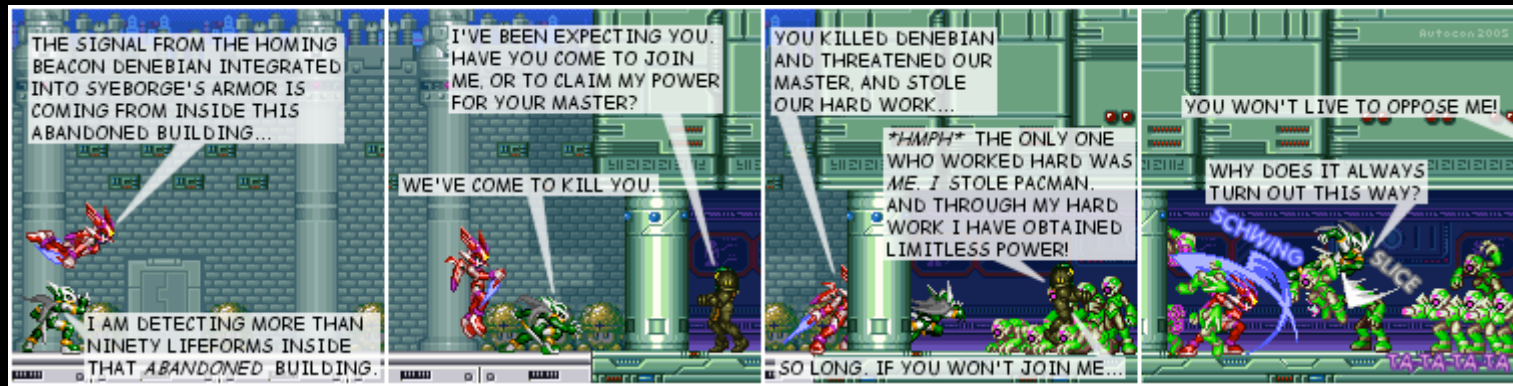 THE SIGNAL FROM THE HOMING
BEACON DENEBIAN INTEGRATED
INTO SYEBORGE'S ARMOR IS
COMING FROM INSIDE THIS
ABANDONED BUILDING...
I AM DETECTING MORE THAN
NINETY LIFEFORMS INSIDE
THAT ABANDONED BUILDING.
I'VE BEEN EXPECTING YOU.
HAVE YOU COME TO JOIN
ME, OR TO CLAIM MY POWER
FOR YOUR MASTER?
WE'VE COME TO KILL YOU.
YOU KILLED DENEBIAN
AND THREATENED OUR
MASTER, AND STOLE
OUR HARD WORK...
*HMPH* THE ONLY ONE
WHO WORKED HARD WAS
ME. I STOLE PACMAN.
AND THROUGH MY HARD
WORK I HAVE OBTAINED
LIMITLESS POWER!
SO LONG. IF YOU WON'T JOIN ME...
Autocon 2005
YOU WON'T LIVE TO OPPOSE ME!
WHY DOES IT ALWAYS
TURN OUT THIS WAY?
SCHWING
SLICE
TA-TA-TA-TA